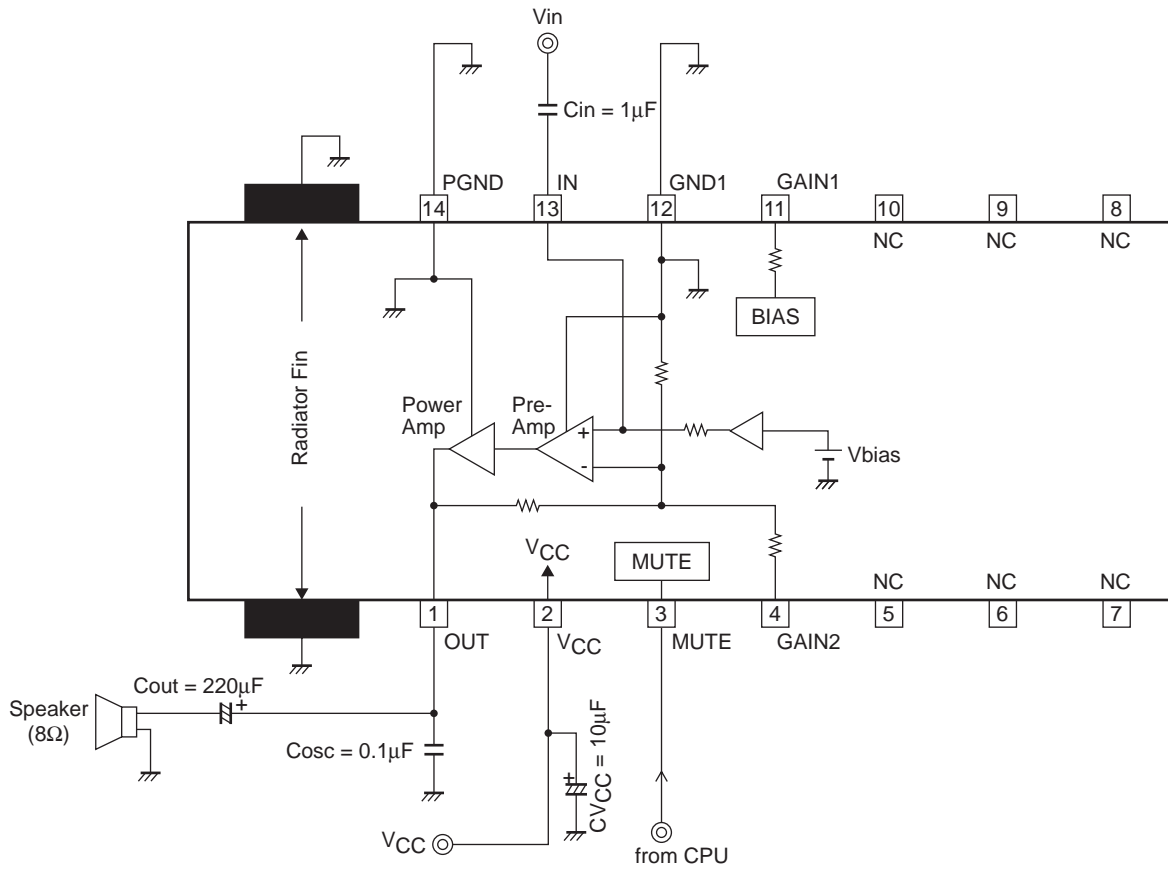 Vin
Cin = 1μF
PGND
IN
GND1
GAIN1
14
13
12
11
10
9
8
NC
NC
NC
BIAS
Radiator Fin
Power
Amp
Pre-
Amp
+
-
Vbias
VCC
MUTE
NC
NC
NC
1
2
3
4
5
6
7
OUT
VCC
MUTE
GAIN2
Cout = 220μF
+
Speaker
(8Ω)
Cosc = 0.1μF
+
CVCC = 10μF
VCC
from CPU